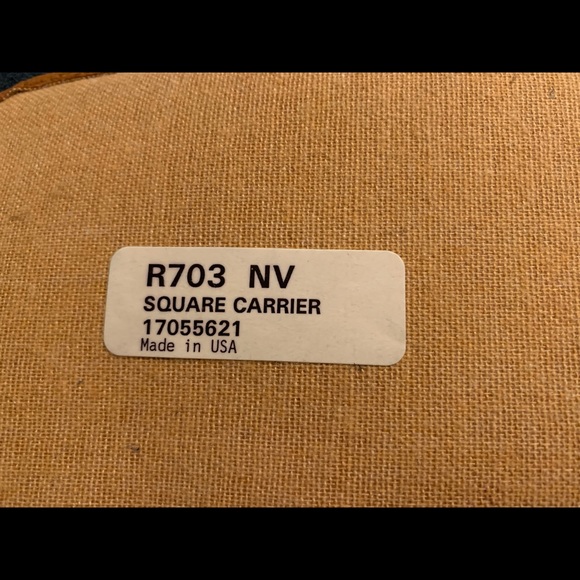 R703 NV
SQUARE CARRIER
17055621
Made in USA